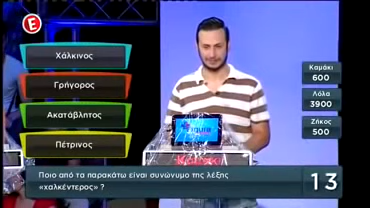 E
Χάλκινος
Γρήγορος
Ακατάβλητος
Πέτρινος
Καμάκι
600
Λόλα
3900
Ζήκος
500
Ποιο από τα παρακάτω είναι συνώνυμο της λέξης
«χαλκέντερος» ?
13